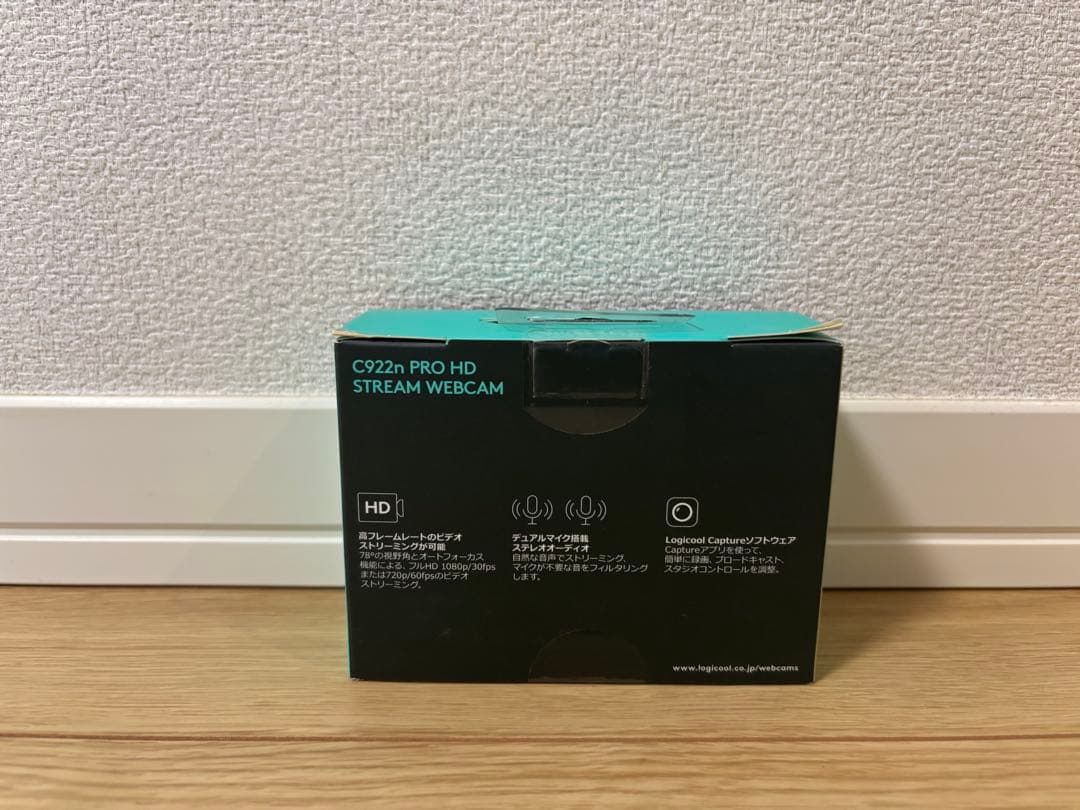 C922n PRO HD
STREAM WEBCAM
HD
高フレームレートのビデオ
ストリーミングが可能
78°の視野角とオートフォーカス
機能による、フルHD 1080p/30fps
または720p/60fpsのビデオ
ストリーミング。
デュアルマイク搭載
ステレオオーディオ
自然な音声でストリーミング、
マイクが不要な音をフィルタリング
します。
Logicool Captureソフトウェア
Captureアプリを使って、
簡単に録画、ブロードキャスト、
スタジオコントロールを調整。
www.logicool.co.jp/webcams